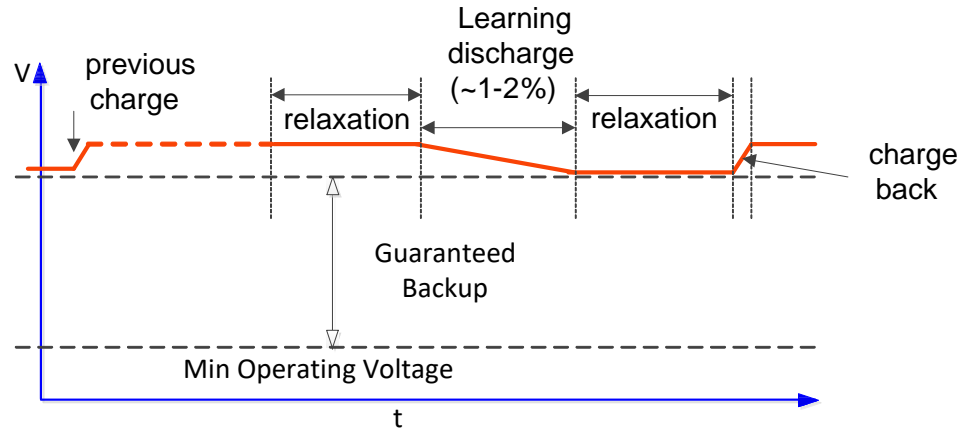 Learning
discharge
(~1-2%)
V
previous
charge
relaxation
relaxation
charge
back
Guaranteed
Backup
Min Operating Voltage
t